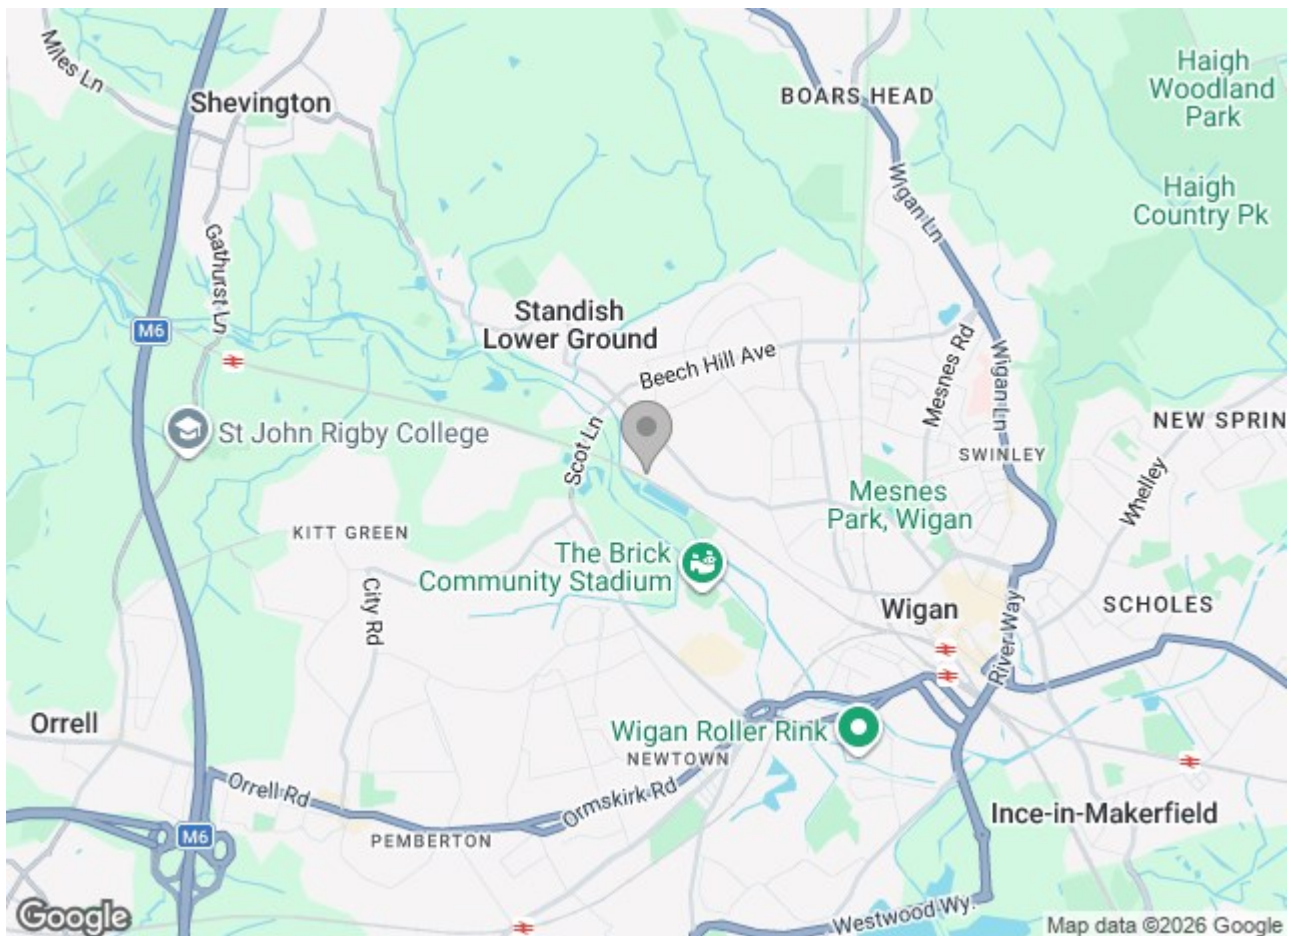 Miles Ln
Shevington
BOARS HEAD
Haigh
Woodland
Park
Haigh
Country Pk
Wigan Ln
Gathurst Ln
M6
Standish
Lower Ground
Beech Hill Ave
Mesnes Rd
Wigan Ln
St John Rigby College
Scot Ln
NEW SPRIN
SWINLEY
Whelley
Mesnes
Park, Wigan
KITT GREEN
The Brick
Community Stadium
City Rd
Wigan
SCHOLES
River Way
Orrell
Wigan Roller Rink
NEWTOWN
Orrell Rd
Ormskirk Rd
M6
PEMBERTON
Ince-in-Makerfield
Westwood Wy.
Google
Map data ©2026 Google